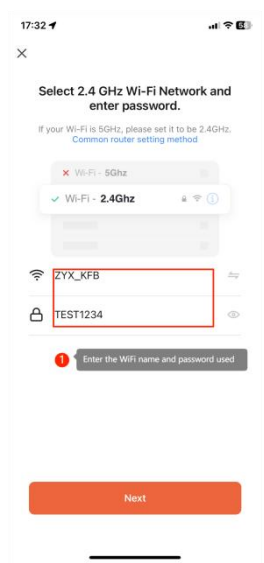 17:32
58
Select 2.4 GHz Wi-Fi Network and
enter password.
If your Wi-Fi is 5GHz, please set it to be 2.4GHz.
Common router setting method
Wi-Fi - 5Ghz
Wi-Fi - 2.4Ghz
ZYX_KFB
TEST1234
1 Enter the WiFi name and password used
Next